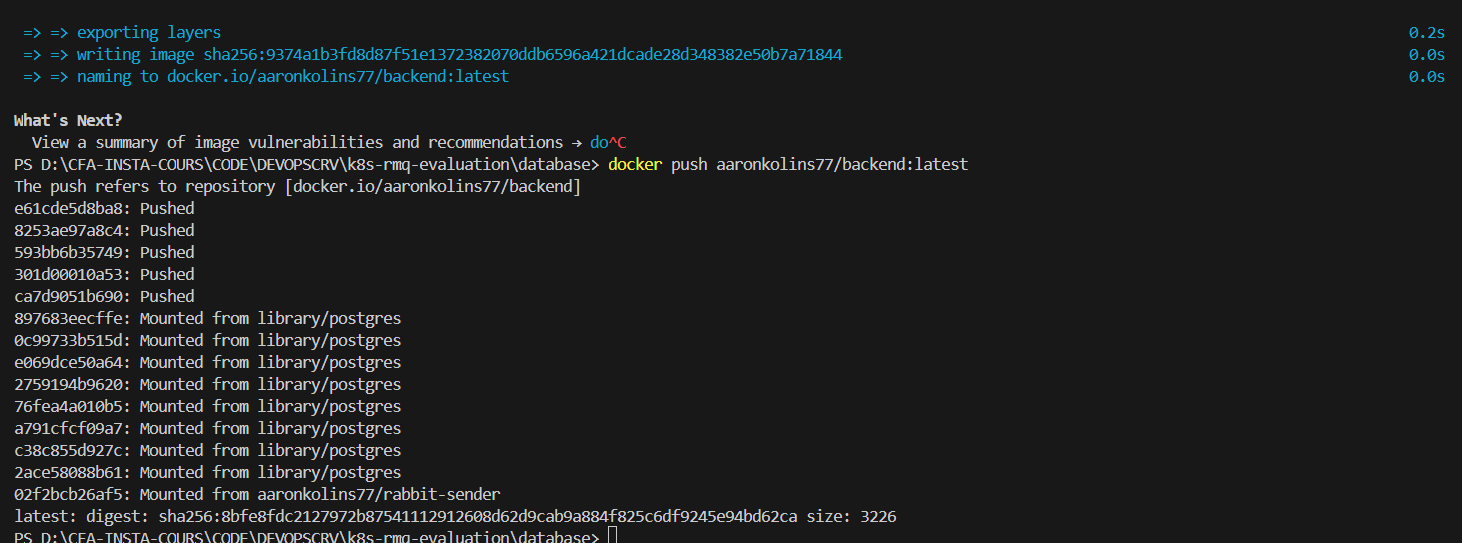 => => exporting layers 0.2s
=> => writing image sha256:9374a1b3fd8d87f51e1372382070ddb6596a421dcade28d348382e50b7a71844 0.0s
=> => naming to docker.io/aaronkolins77/backend:latest 0.0s
What's Next?
View a summary of image vulnerabilities and recommendations → do^C
PS D:\CFA-INSTA-COURS\CODE\DEVOPSCRV\k8s-rmq-evaluation\database> docker push aaronkolins77/backend:latest
The push refers to repository [docker.io/aaronkolins77/backend]
e61cde5d8ba8: Pushed
8253ae97a8c4: Pushed
593bb6b35749: Pushed
301d00010a53: Pushed
ca7d9051b690: Pushed
897683eecffe: Mounted from library/postgres
0c99733b515d: Mounted from library/postgres
e069dce50a64: Mounted from library/postgres
2759194b9620: Mounted from library/postgres
76fea4a010b5: Mounted from library/postgres
a791cfcf09a7: Mounted from library/postgres
c38c855d927c: Mounted from library/postgres
2ace58088b61: Mounted from library/postgres
02f2bcb26af5: Mounted from aaronkolins77/rabbit-sender
latest: digest: sha256:8bfe8fdc2127972b87541112912608d62d9cab9a884f825c6df9245e94bd62ca size: 3226
PS D:\CFA-INSTA-COURS\CODE\DEVOPSCRV\k8s-rmq-evaluation\database>